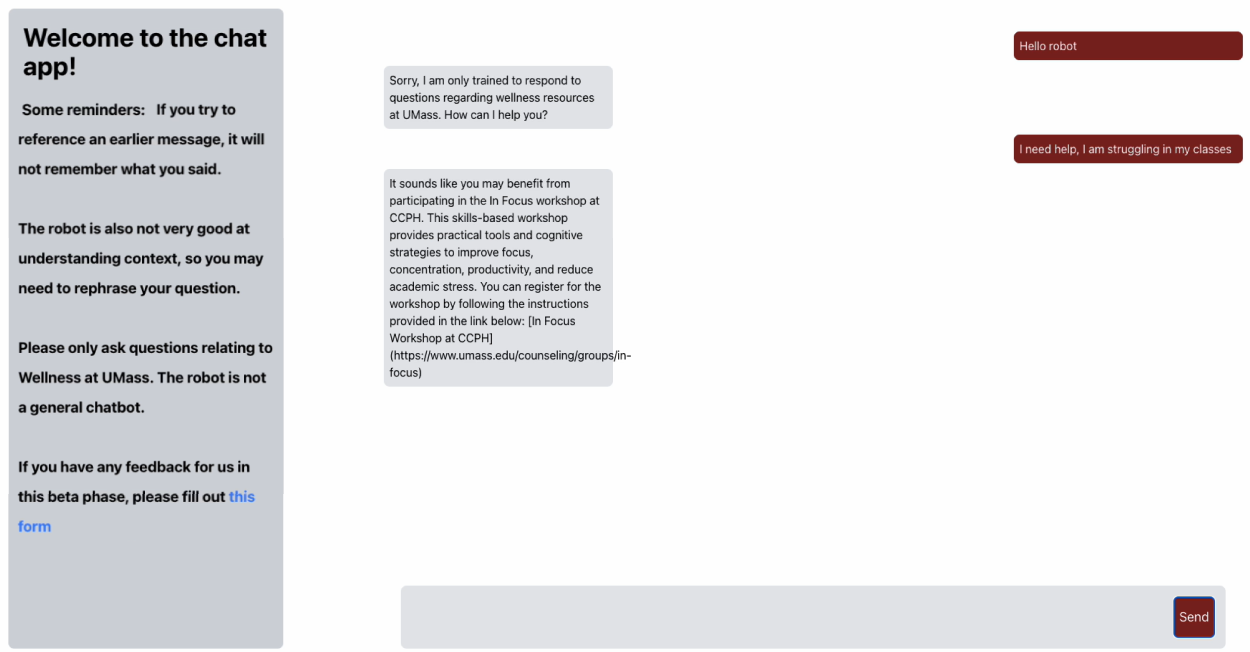 Welcome to the chat
app!
Some reminders: If you try to
reference an earlier message, it will
not remember what you said.
The robot is also not very good at
understanding context, so you may
need to rephrase your question.
Please only ask questions relating to
Wellness at UMass. The robot is not
a general chatbot.
If you have any feedback for us in
this beta phase, please fill out this
form
Hello robot
Sorry, I am only trained to respond to
questions regarding wellness resources
at UMass. How can I help you?
I need help, I am struggling in my classes
It sounds like you may benefit from
participating in the In Focus workshop at
CCPH. This skills-based workshop
provides practical tools and cognitive
strategies to improve focus,
concentration, productivity, and reduce
academic stress. You can register for the
workshop by following the instructions
provided in the link below: [In Focus
Workshop at CCPH]
(https://www.umass.edu/counseling/groups/in-
focus)
Send